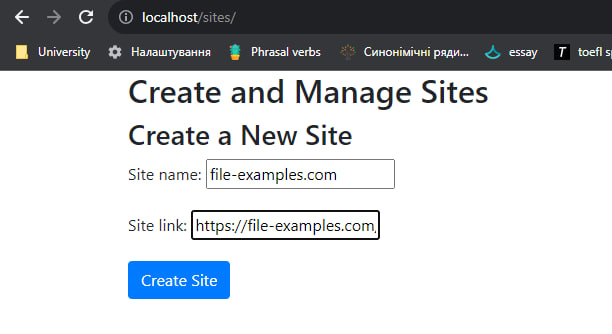 localhost/sites/
University Налаштування Phrasal verbs Синонімічні ряди... essay T toefl sp
Create and Manage Sites
Create a New Site
Site name: file-examples.com
Site link: https://file-examples.com/
Create Site